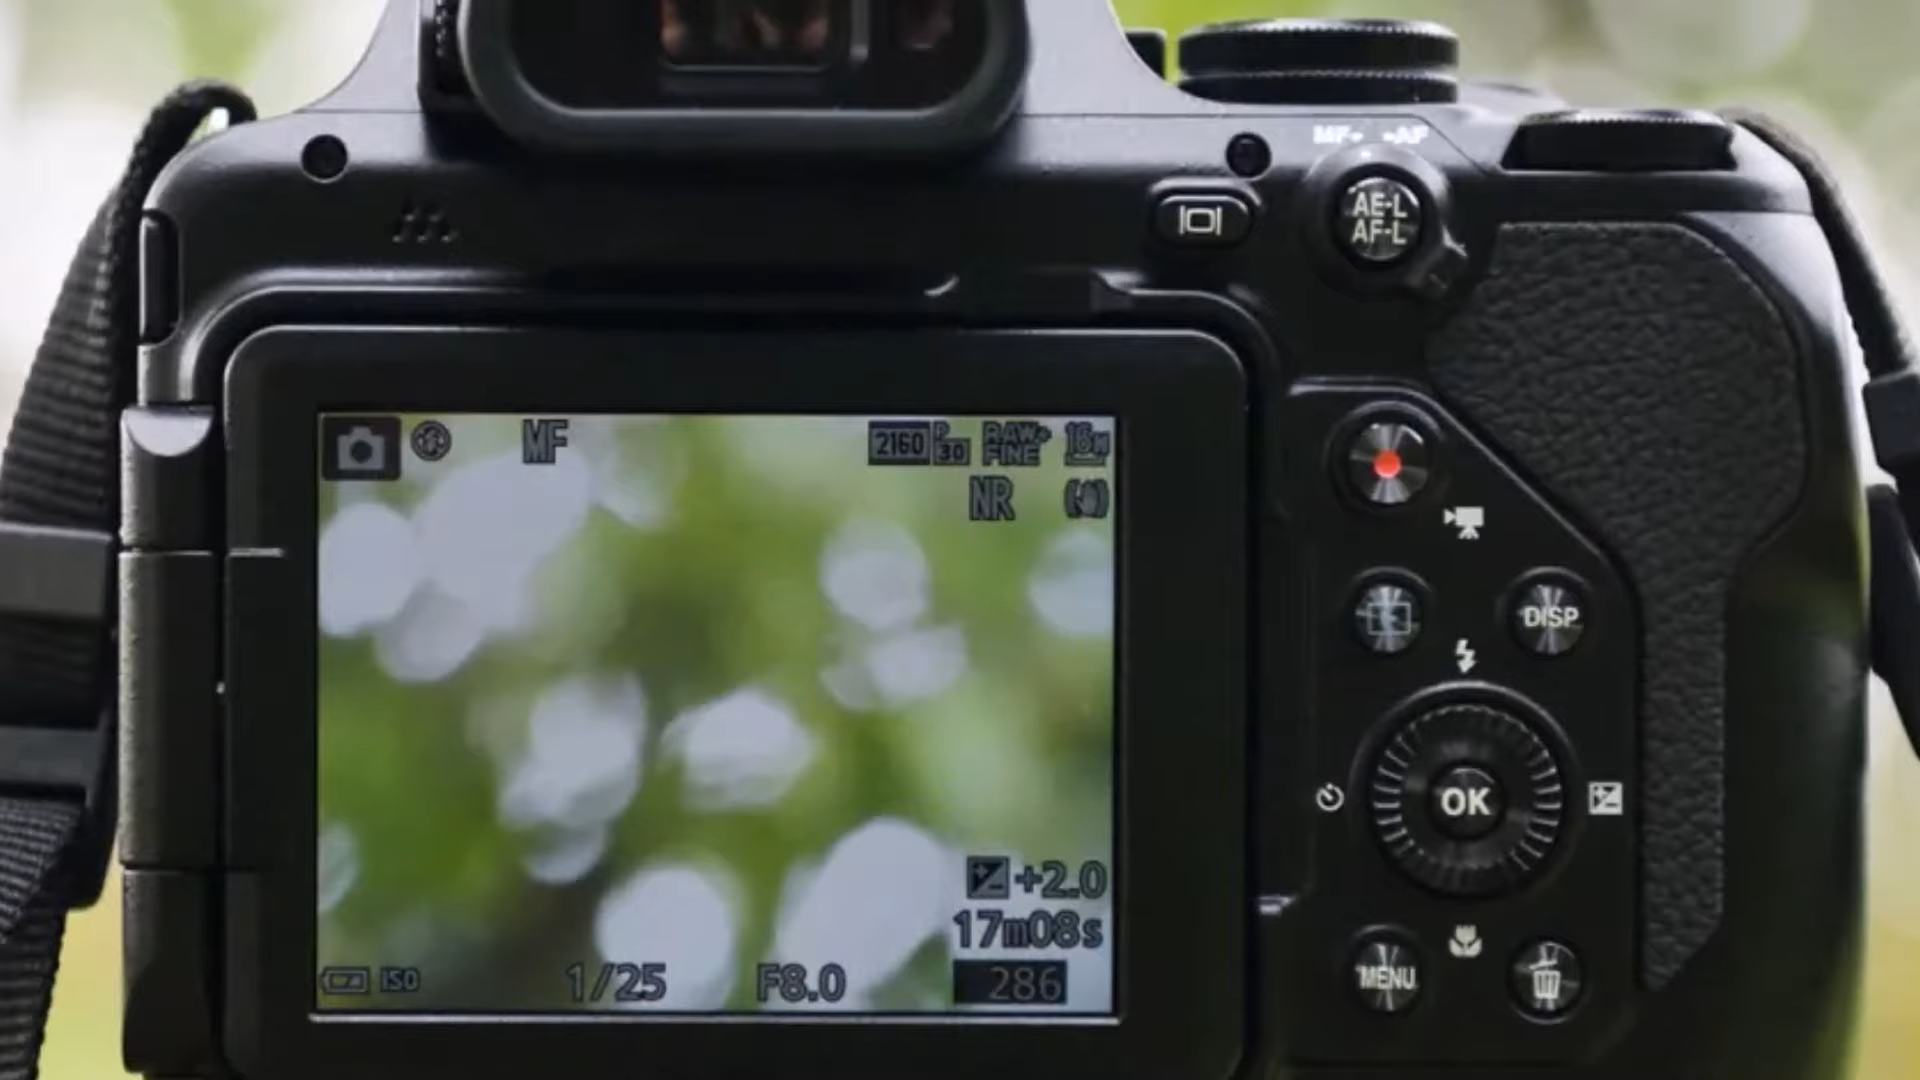 MF• •AF
AE-L
AF-L
MF
2160 P 30 RAW+ FINE 16M
NR
DISP
OK
+2.0
17m08s
ISO 1/25 F8.0 286
MENU